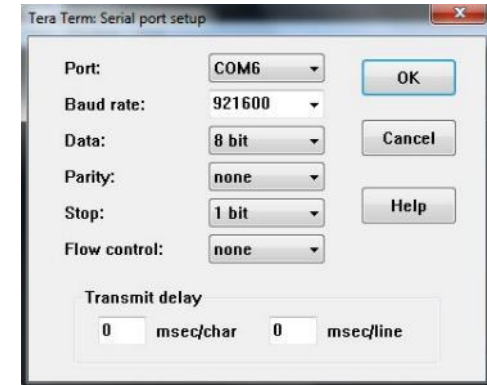 Tera Term: Serial port setup
Port: COM6 OK
Baud rate: 921600
Data: 8 bit Cancel
Parity: none
Stop: 1 bit Help
Flow control: none
Transmit delay
0 msec/char 0 msec/line